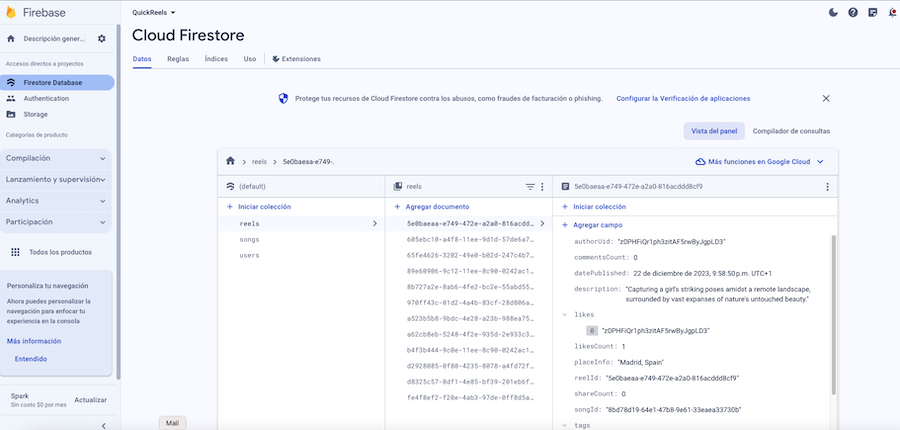 Firebase
Descripción gener...
Accesos directos a proyectos
Firestore Database
Authentication
Storage
Categorías de producto
Compilación
Lanzamiento y supervisión
Analytics
Participación
Todos los productos
Personaliza tu navegación
Ahora puedes personalizar la
navegación para enfocar tu
experiencia en la consola
Más información
Entendido
Spark
Sin costo $0 por mes
Actualizar
QuickReels
Cloud Firestore
Datos
Reglas
Índices
Uso
Extensiones
Protege tus recursos de Cloud Firestore contra los abusos, como fraudes de facturación o phishing.
Configurar la Verificación de aplicaciones
Vista del panel
Compilador de consultas
reels
5e0baeaa-e749-.
Más funciones en Google Cloud
(default)
Iniciar colección
reels
songs
users
reels
Agregar documento
5e0baeaa-e749-472e-a2a0-816acdd...
605ebc10-a4f8-11ee-9d1d-57de6a7...
65fe4626-3202-49e0-b02d-247c4b7...
89e60906-9c12-11ee-8c90-0242ac1...
8b727a2e-8ab6-4fe2-bc2e-55abd55...
970ff43c-01d2-4a4b-83cf-28d806a...
a523b5b8-9bdc-4e28-a23b-988ea75...
a62cb8eb-5248-4f2e-935d-2e933c3...
b4f3b444-9c0e-11ee-8c90-0242ac1...
d2928085-0f80-4235-8078-a4fd72f...
d8325c57-8df1-4e85-bf39-201eb6f...
fe4f8ef2-f20e-4ab3-97de-0ff8d5a...
5e0baeaa-e749-472e-a2a0-816acddd8cf9
Iniciar colección
Agregar campo
authorUid: "z0PHFiQr1ph3zitAF5rwByJgpLD3"
commentsCount: 0
datePublished: 22 de diciembre de 2023, 9:58:50 p.m. UTC+1
description: "Capturing a girl's striking poses amidst a remote landscape,
surrounded by vast expanses of nature's untouched beauty."
likes
0 "z0PHFiQr1ph3zitAF5rwByJgpLD3"
likesCount: 1
placeInfo: "Madrid, Spain"
reelId: "5e0baeaa-e749-472e-a2a0-816acddd8cf9"
shareCount: 0
songId: "8bd78d19-64e1-47b8-9e61-33eaea33730b"
tags
Mail